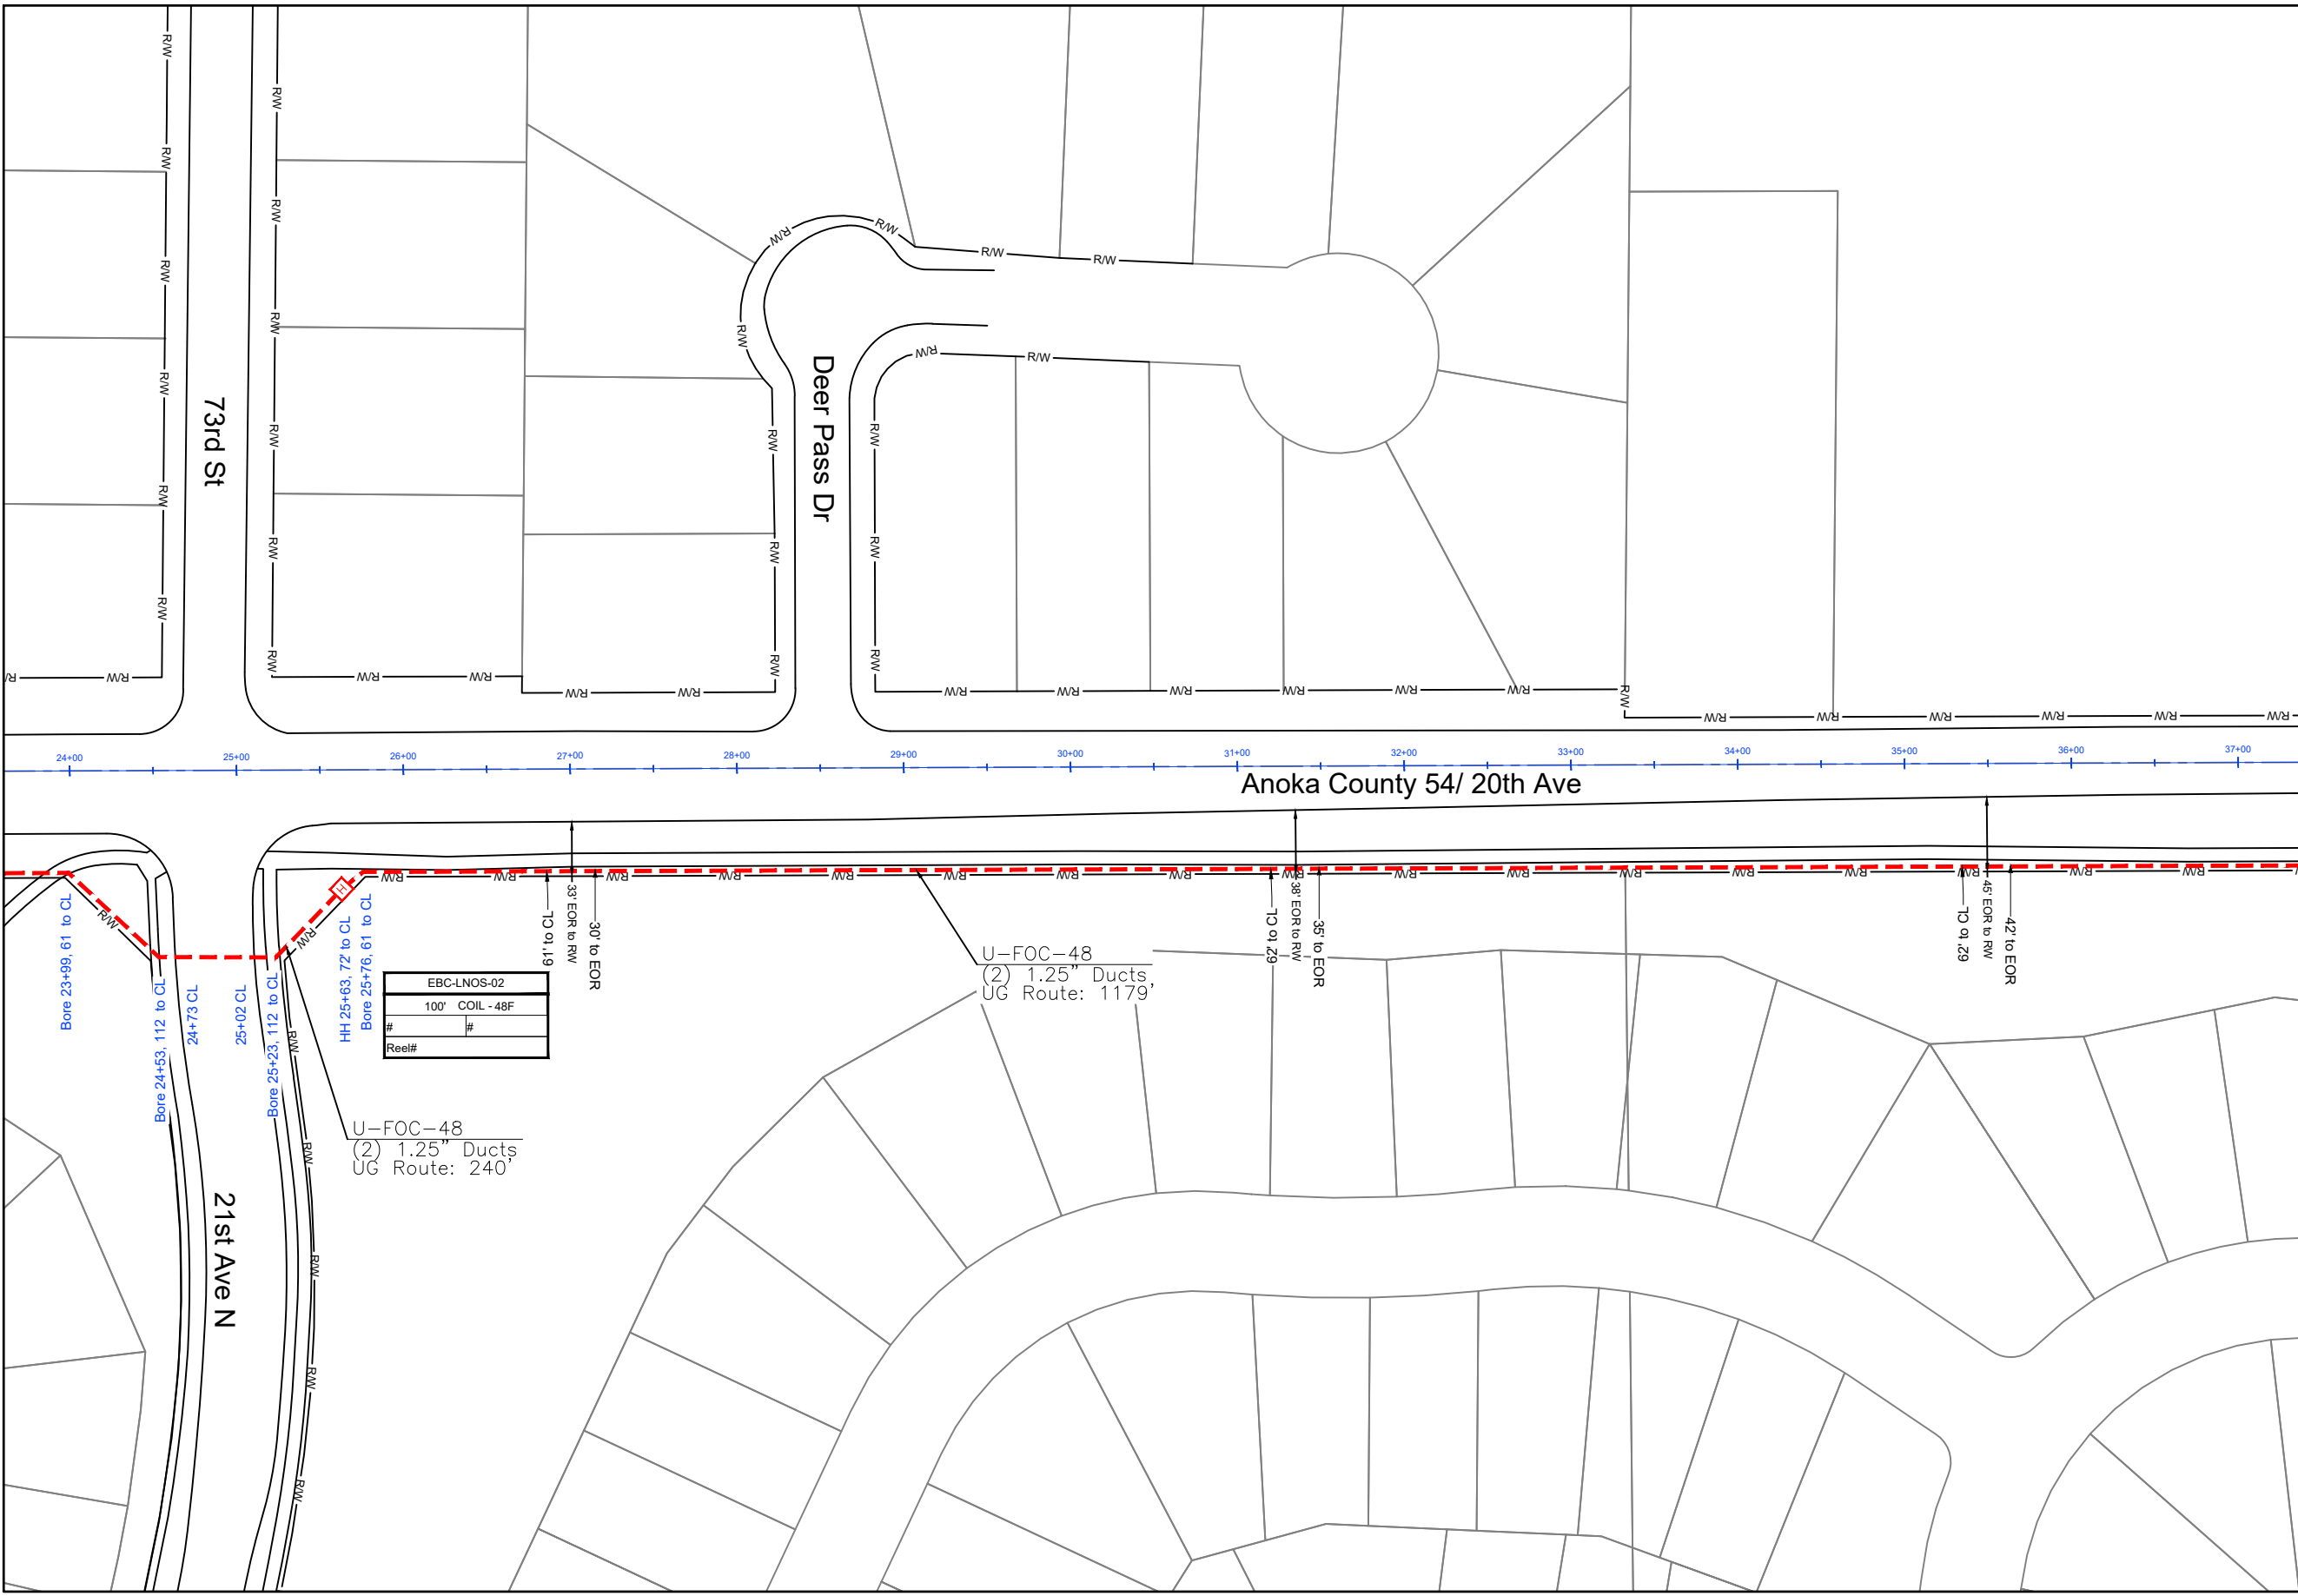 73rd St
Deer Pass Dr
24+00
25+00
26+00
27+00
28+00
29+00
30+00
31+00
32+00
33+00
34+00
35+00
36+00
37+00
Anoka County 54/ 20th Ave
R/W
H
Bore 23+99, 61 to CL
Bore 24+53, 112 to CL
24+73 CL
25+02 CL
Bore 25+23, 112 to CL
HH 25+63, 72' to CL
Bore 25+76, 61 to CL
EBC-LNOS-02
100' COIL - 48F
# #
Reel#
61' to CL
33' EOR to RW
30' to EOR
U-FOC-48
(2) 1.25" Ducts
UG Route: 1179'
62' to CL
38' EOR to RW
35' to EOR
62' to CL
45' EOR to RW
42' to EOR
U-FOC-48
(2) 1.25" Ducts
UG Route: 240'
21st Ave N